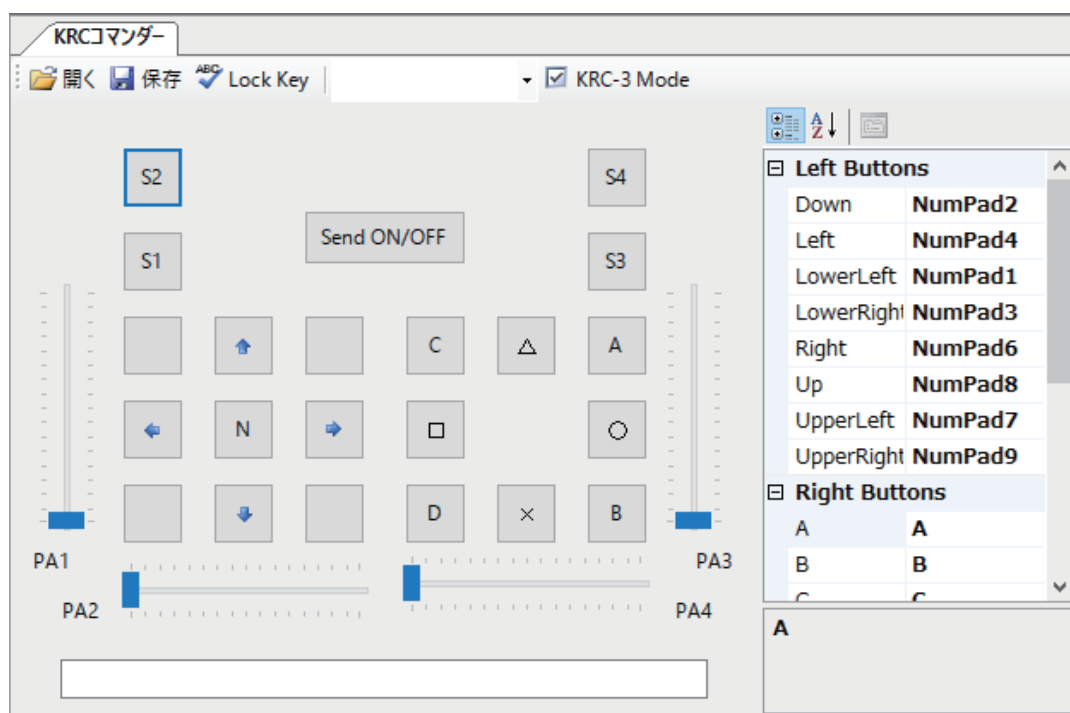 KRCコマンダー
開く 保存 ABC Lock Key KRC-3 Mode
S2 S4
Send ON/OFF
S1 S3
C △ A
N □ ○
D × B
PA1 PA3
PA2 PA4
A
Z
Left Buttons
Down NumPad2
Left NumPad4
LowerLeft NumPad1
LowerRight NumPad3
Right NumPad6
Up NumPad8
UpperLeft NumPad7
UpperRight NumPad9
Right Buttons
A A
B B
C C
A